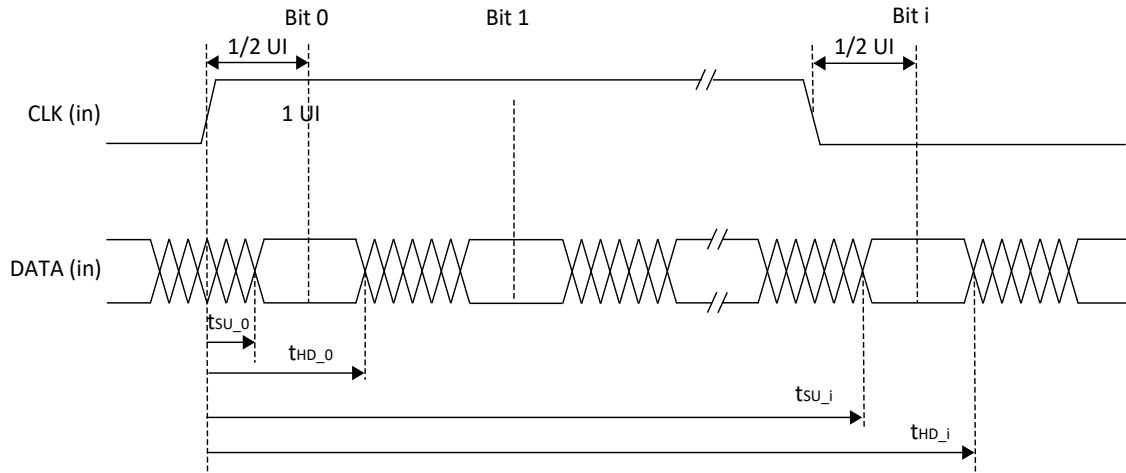 Bit 0 Bit 1 Bit i
1/2 UI 1/2 UI
CLK (in) 1 UI
DATA (in)
tSU_0
tHD_0
tSU_i
tHD_i